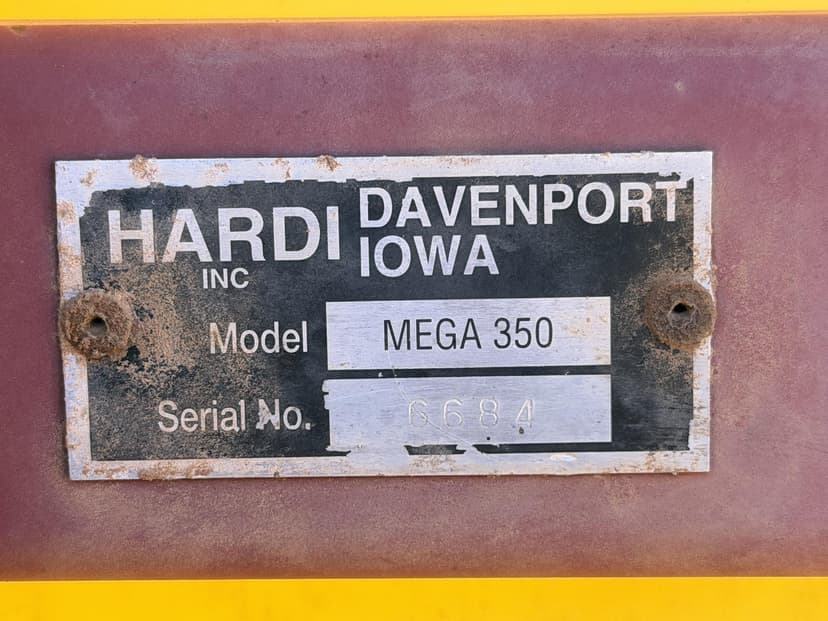 HARDI DAVENPORT
INC IOWA
Model MEGA 350
Serial No. 6684